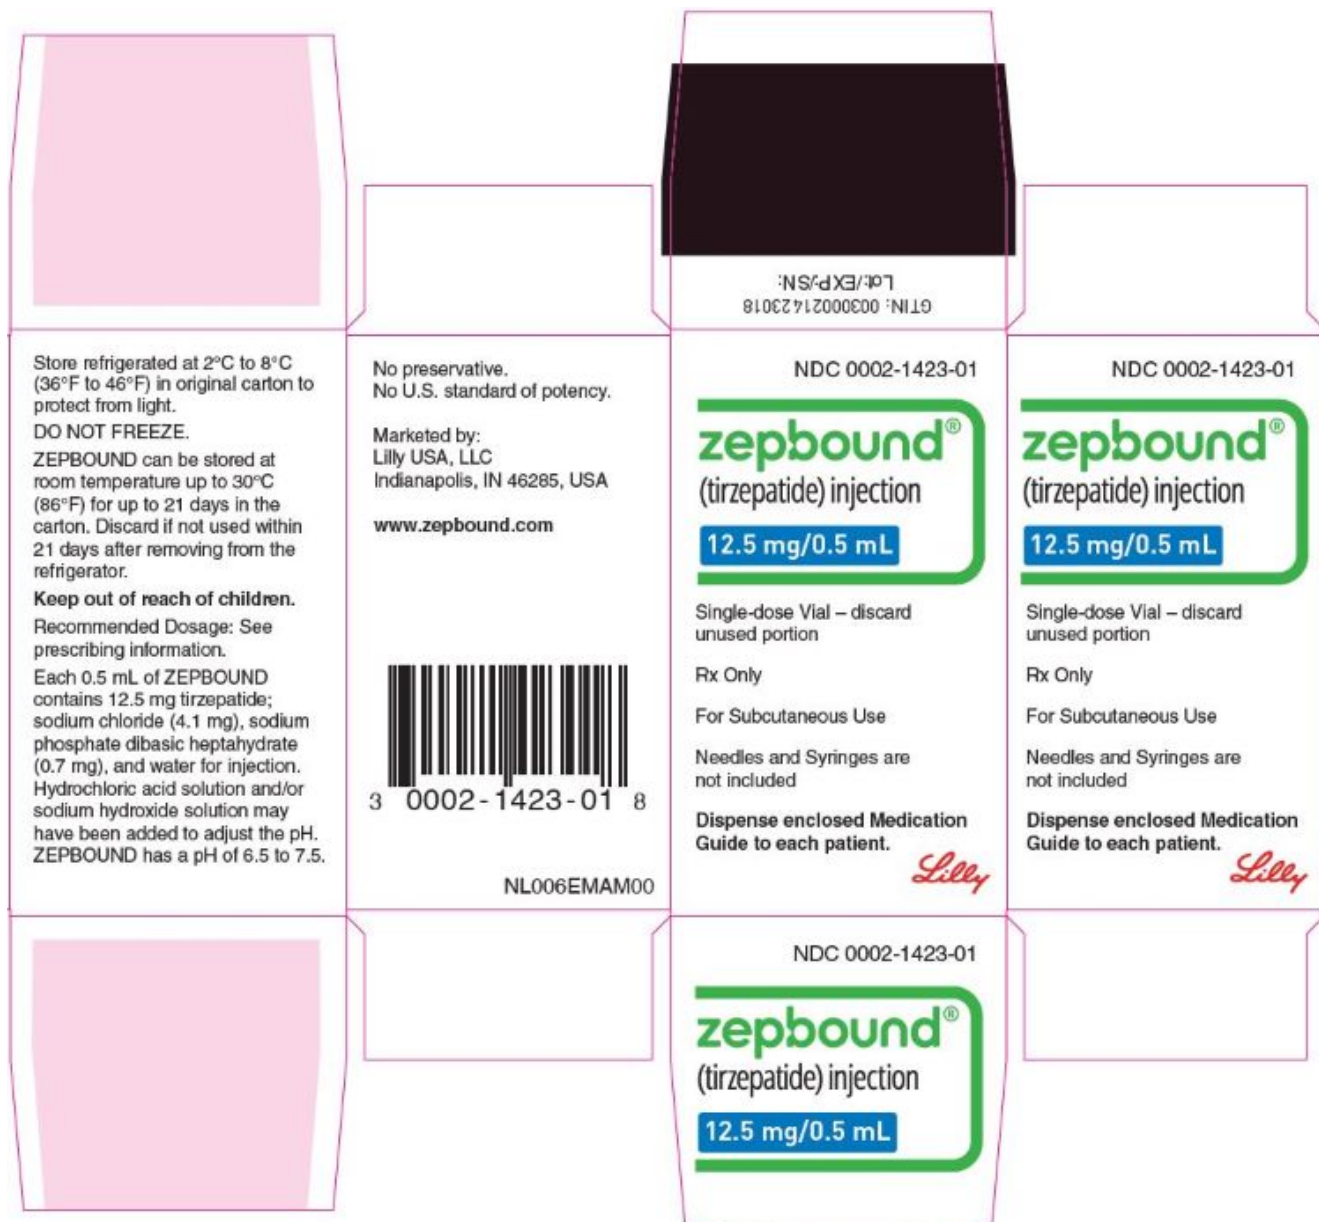 GTIN: 00300021423018
Lot:/EXP:/SN:
Store refrigerated at 2°C to 8°C
(36°F to 46°F) in original carton to
protect from light.
DO NOT FREEZE.
ZEPBOUND can be stored at
room temperature up to 30°C
(86°F) for up to 21 days in the
carton. Discard if not used within
21 days after removing from the
refrigerator.
Keep out of reach of children.
Recommended Dosage: See
prescribing information.
Each 0.5 mL of ZEPBOUND
contains 12.5 mg tirzepatide;
sodium chloride (4.1 mg), sodium
phosphate dibasic heptahydrate
(0.7 mg), and water for injection.
Hydrochloric acid solution and/or
sodium hydroxide solution may
have been added to adjust the pH.
ZEPBOUND has a pH of 6.5 to 7.5.
No preservative.
No U.S. standard of potency.
Marketed by:
Lilly USA, LLC
Indianapolis, IN 46285, USA
www.zepbound.com
3 0002-1423-01 8
NL006EMAM00
NDC 0002-1423-01
zepbound®
(tirzepatide) injection
12.5 mg/0.5 mL
Single-dose Vial – discard
unused portion
Rx Only
For Subcutaneous Use
Needles and Syringes are
not included
Dispense enclosed Medication
Guide to each patient.
Lilly
NDC 0002-1423-01
zepbound®
(tirzepatide) injection
12.5 mg/0.5 mL
Single-dose Vial – discard
unused portion
Rx Only
For Subcutaneous Use
Needles and Syringes are
not included
Dispense enclosed Medication
Guide to each patient.
Lilly
NDC 0002-1423-01
zepbound®
(tirzepatide) injection
12.5 mg/0.5 mL